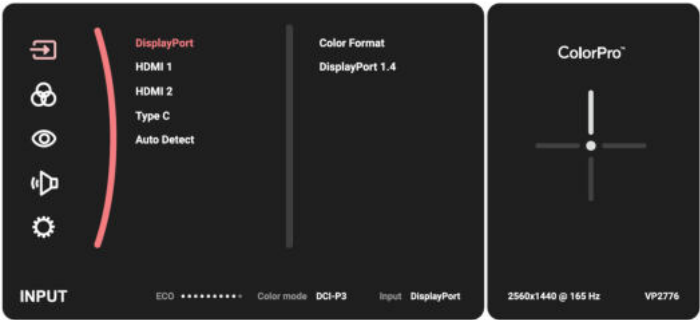 DisplayPort
HDMI 1
HDMI 2
Type C
Auto Detect
Color Format
DisplayPort 1.4
INPUT
ECO
Color mode DCI-P3
Input DisplayPort
ColorPro™
2560x1440 @ 165 Hz
VP2776